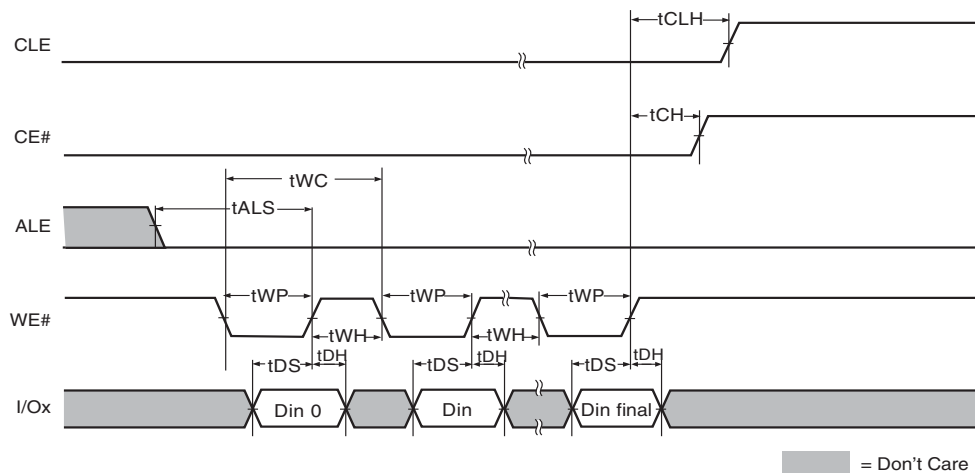 tCLH
CLE
tCH
CE#
tWC
tALS
ALE
tWP tWP tWP
WE#
tWH tWH
tDS tDH tDS tDH tDS tDH
I/Ox Din 0 Din Din final
= Don't Care